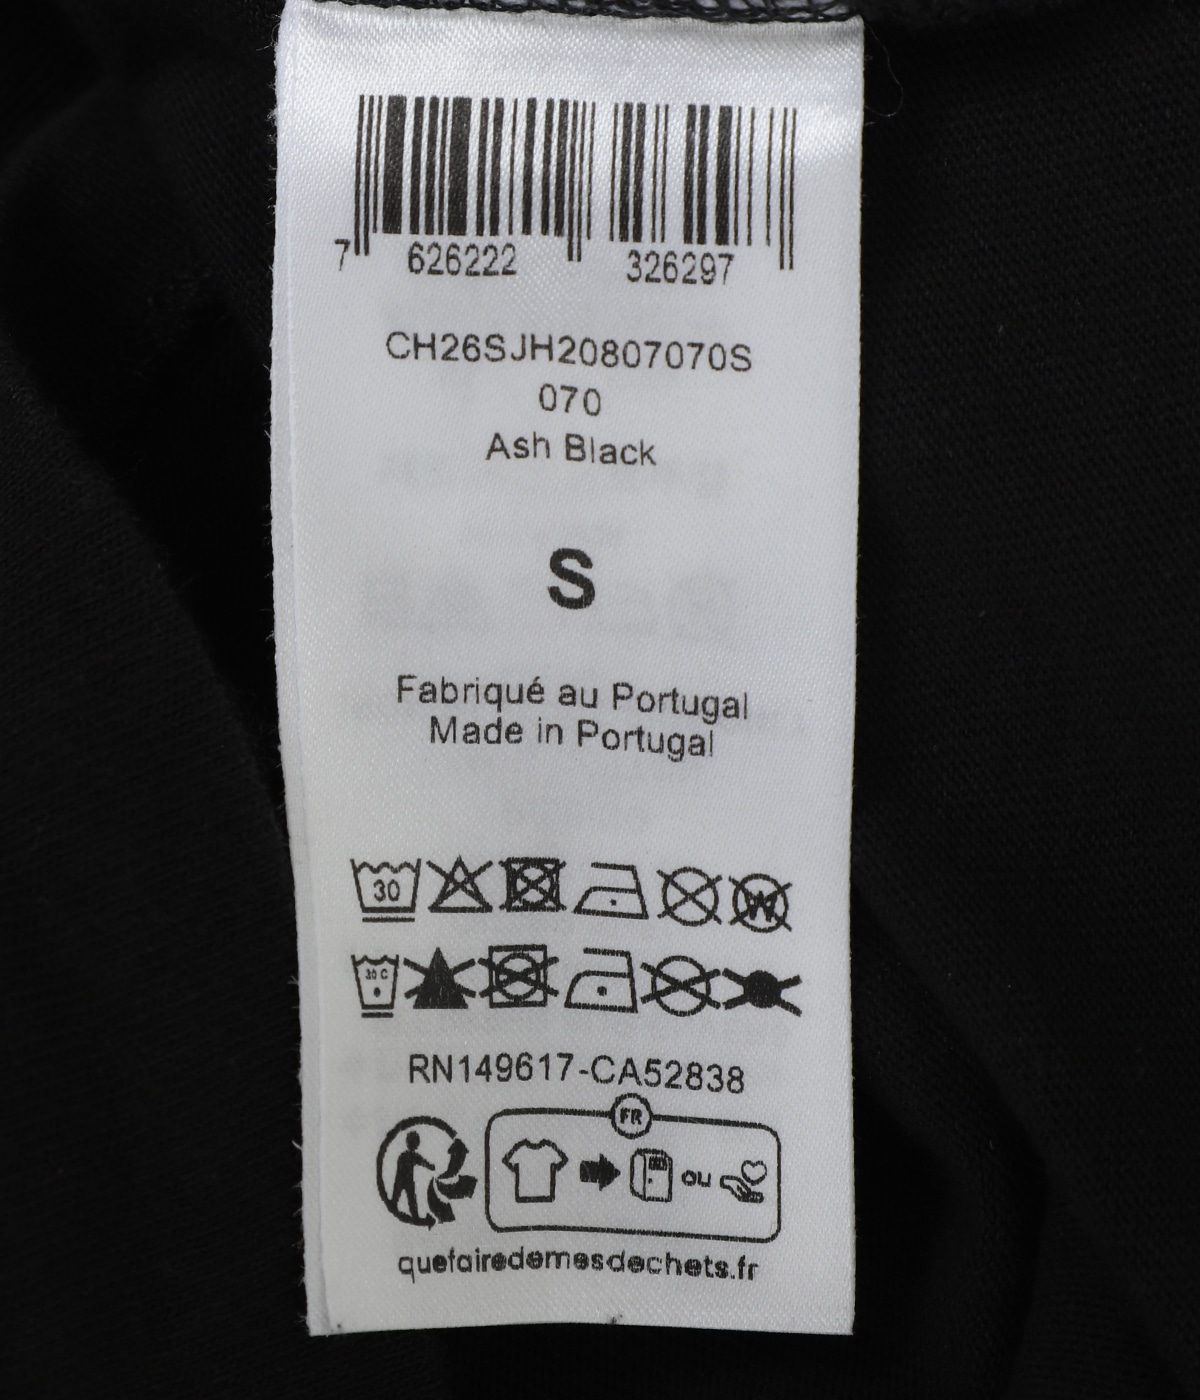 7 626222 326297
CH26SJH20807070S
070
Ash Black
S
Fabriqué au Portugal
Made in Portugal
30 W
30 C
RN149617-CA52838
FR
ou
quefairedemesdechets.fr